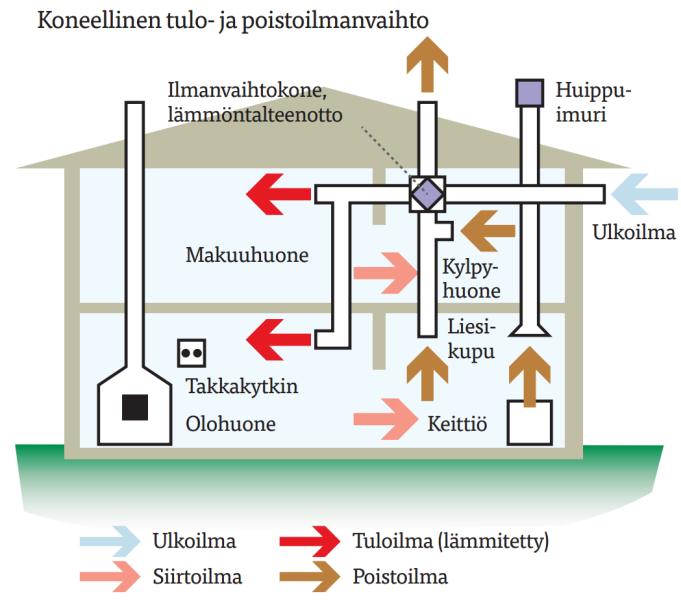 Koneellinen tulo- ja poistoilmanvaihto
Ilmanvaihtokone,
lämmöntalteenotto
Huippu-
imuri
Ulkoilma
Makuuhuone
Kylpy-
huone
Liesi-
kupu
Takkakytkin
Olohuone
Keittiö
Ulkoilma
Tuloilma (lämmitetty)
Siirtoilma
Poistoilma